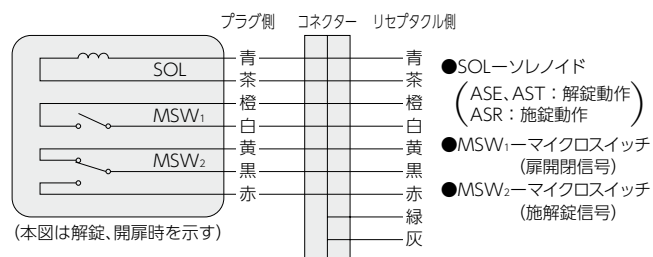 プラグ側 コネクター リセプタクル側
青 青
SOL
茶 茶
橙 橙
MSW₁
白 白
黄 黄
MSW₂
黒 黒
赤 赤
緑
灰
(本図は解錠、開扉時を示す)
●SOLーソレノイド
(ASE、AST：解錠動作
ASR：施錠動作)
●MSW₁ーマイクロスイッチ
(扉開閉信号)
●MSW₂ーマイクロスイッチ
(施解錠信号)